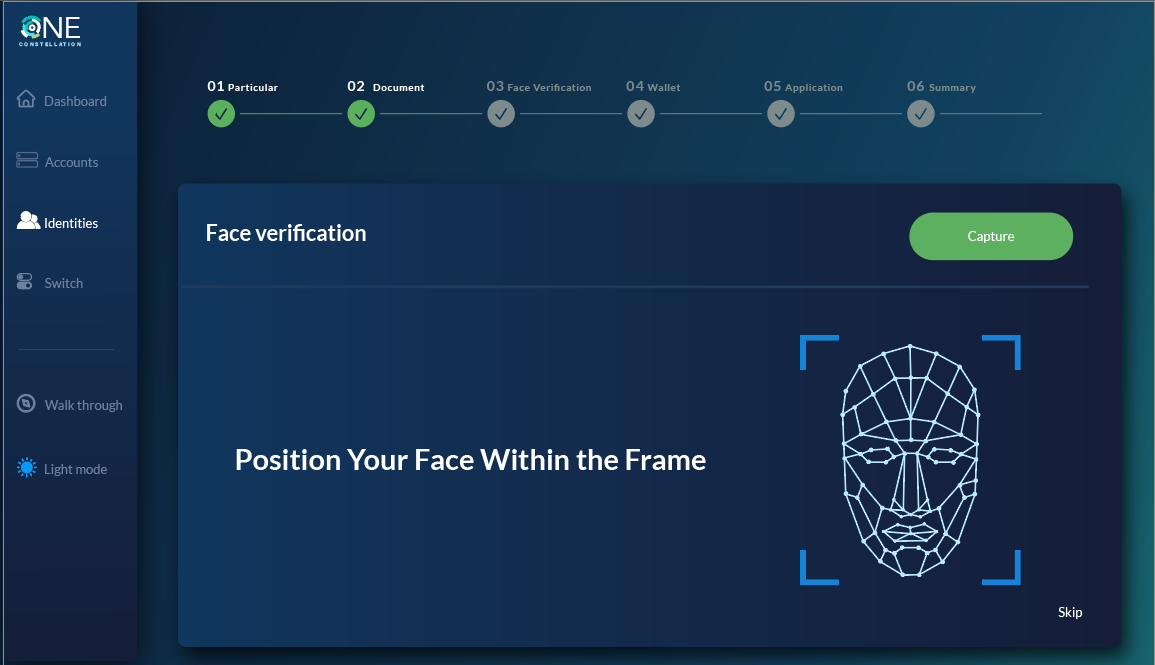 ONE
CONSTELLATION
Dashboard
Accounts
Identities
Switch
Walk through
Light mode
01 Particular
02 Document
03 Face Verification
04 Wallet
05 Application
06 Summary
Face verification
Capture
Position Your Face Within the Frame
Skip